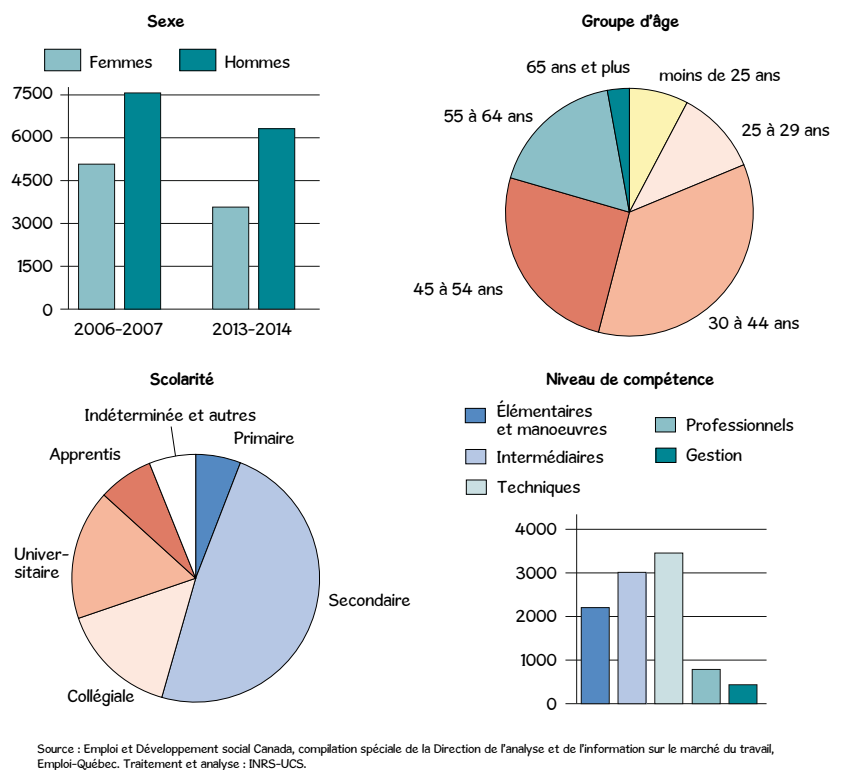 Sexe
Femmes
Hommes
7500
6000
4500
3000
1500
0
2006-2007
2013-2014
Groupe d'âge
65 ans et plus
moins de 25 ans
55 à 64 ans
25 à 29 ans
45 à 54 ans
30 à 44 ans
Scolarité
Indéterminée et autres
Primaire
Apprentis
Univer-
sitaire
Secondaire
Collégiale
Niveau de compétence
Élémentaires
et manoeuvres
Intermédiaires
Techniques
Professionnels
Gestion
4000
3000
2000
1000
0
Source : Emploi et Développement social Canada, compilation spéciale de la Direction de l'analyse et de l'information sur le marché du travail,
Emploi-Québec. Traitement et analyse : INRS-UCS.